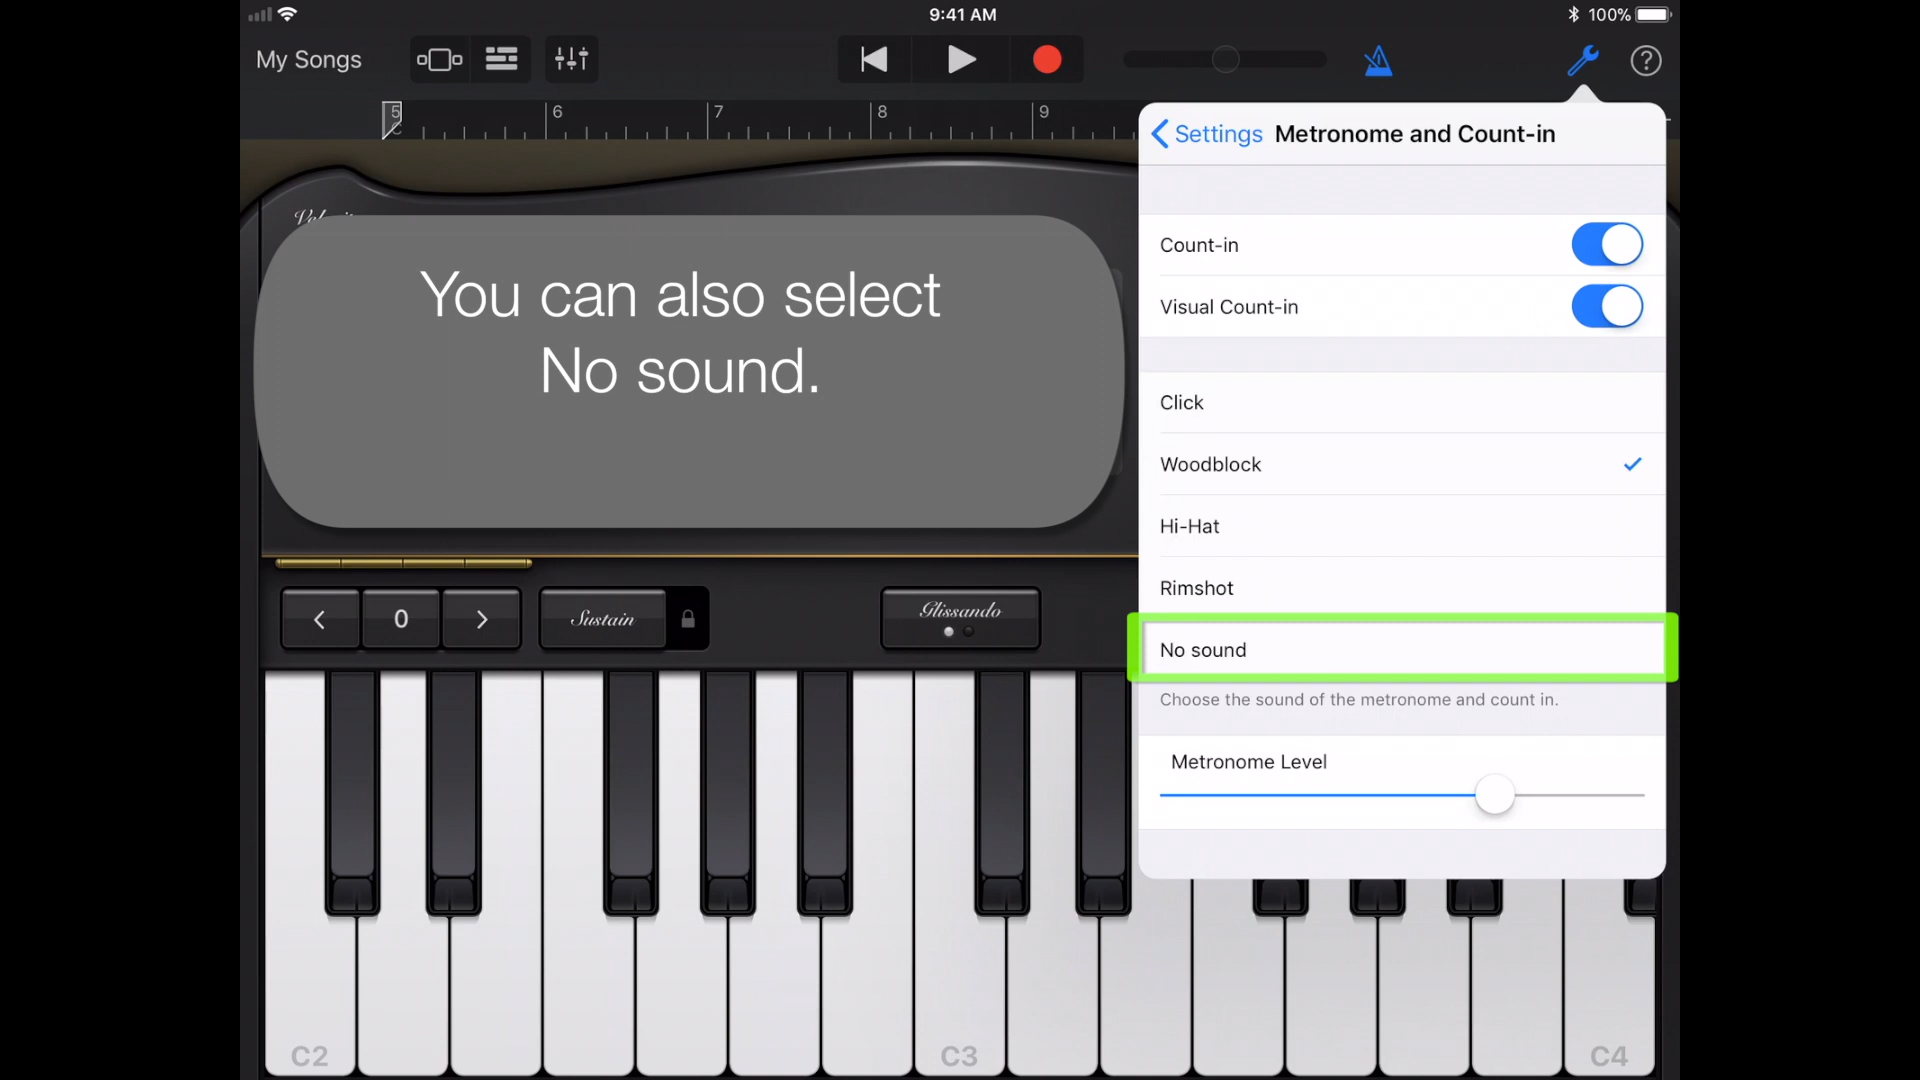 9:41 AM
100%
My Songs
5
C
6
7
8
9
Settings
Metronome and Count-in
Count-in
Visual Count-in
You can also select
No sound.
Click
Woodblock
Hi-Hat
Rimshot
No sound
Choose the sound of the metronome and count in.
Metronome Level
0
Sustain
Glissando
C2
C3
C4